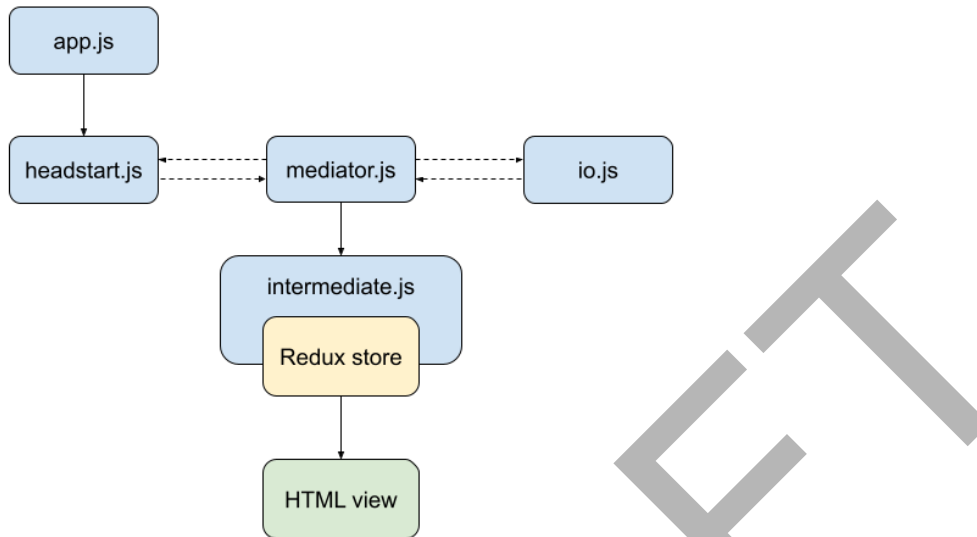 app.js
headstart.js
mediator.js
io.js
intermediate.js
Redux store
HTML view